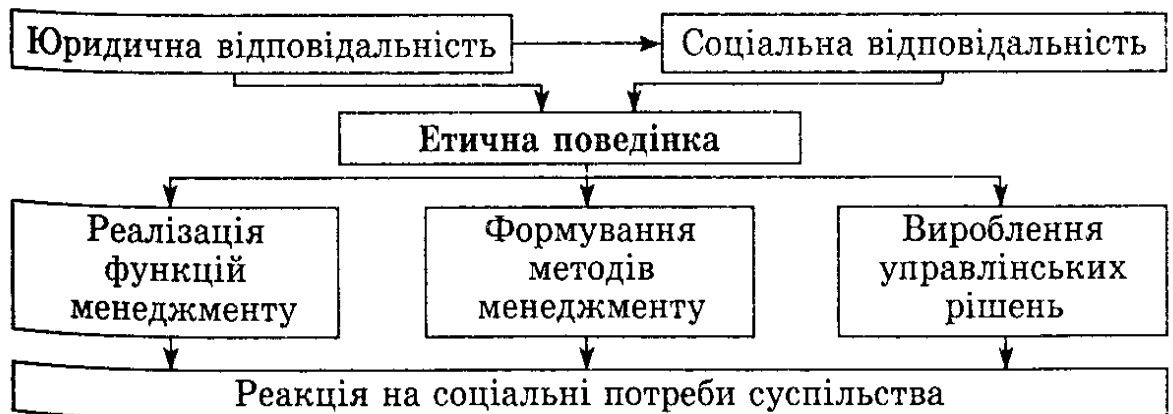 Юридична відповідальність
Соціальна відповідальність
Етична поведінка
Реалізація
функцій
менеджменту
Формування
методів
менеджменту
Вироблення
управлінських
рішень
Реакція на соціальні потреби суспільства